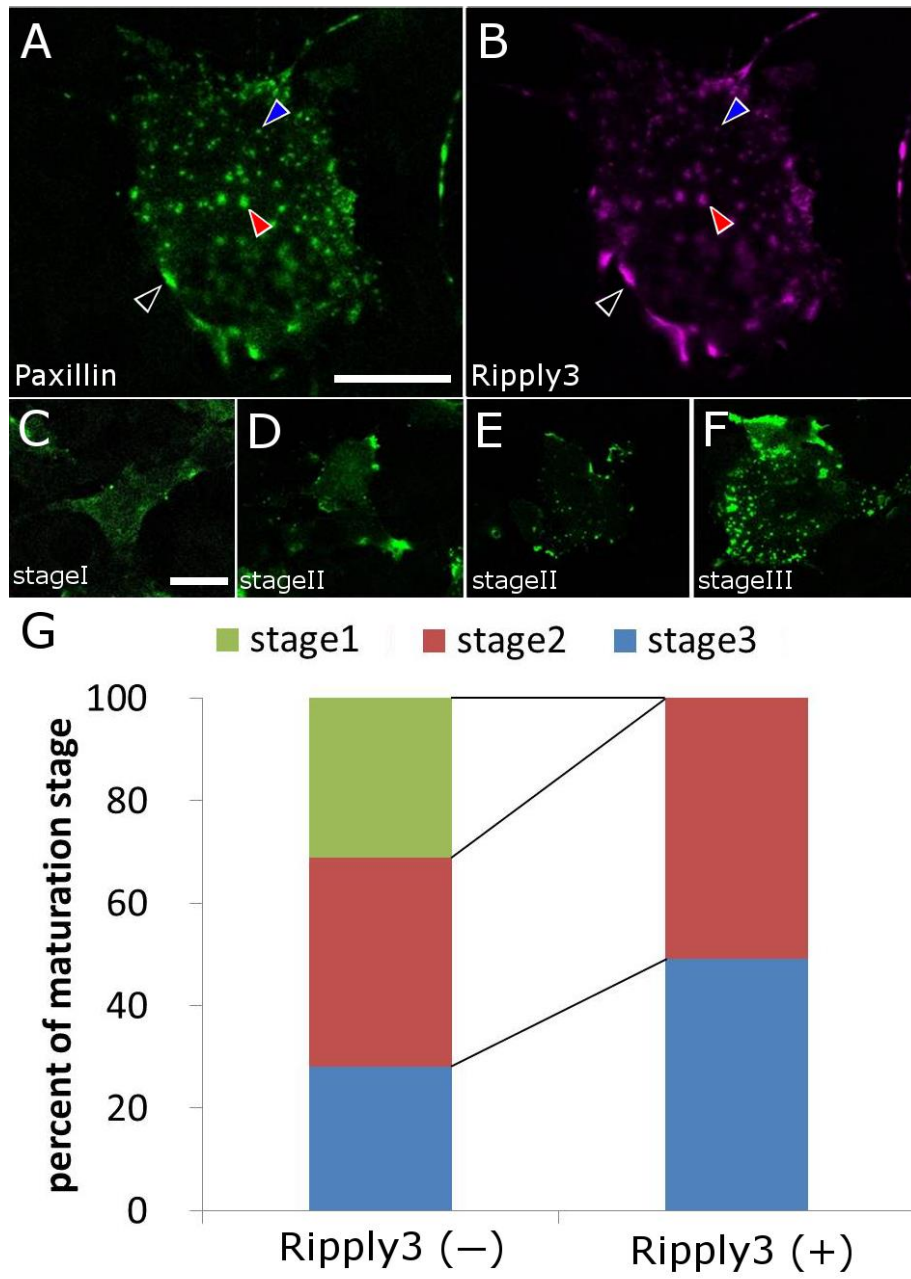 A
B
Paxillin
Ripply3
C
D
E
F
stageI
stageII
stageII
stageIII
G
stage1 stage2 stage3
percent of maturation stage
100
80
60
40
20
0
Ripply3 (−) Ripply3 (+)